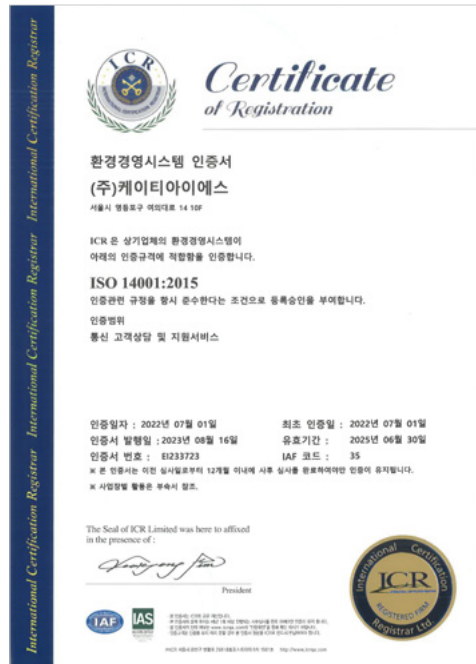 International Certification Registrar International Certification Registrar International Certification Registrar International Certification Registrar
ICR
Certificate
of Registration
환경경영시스템 인증서
(주)케이티아이에스
서울시 영등포구 여의대로 14 10F
ICR 은 상기업체의 환경경영시스템이
아래의 인증규격에 적합함을 인증합니다.
ISO 14001:2015
인증관련 규정을 항시 준수한다는 조건으로 등록승인을 부여합니다.
인증범위
통신 고객상담 및 지원서비스
인증일자 : 2022년 07월 01일 최초 인증일 : 2022년 07월 01일
인증서 발행일 : 2023년 08월 16일 유효기간 : 2025년 06월 30일
인증서 번호 : EI233723 IAF 코드 : 35
※ 본 인증서는 이전 심사일로부터 12개월 이내에 사후 심사를 완료하여야만 인증이 유지됩니다.
※ 사업장별 활동은 부속서 참조.
The Seal of ICR Limited was here to affixed
in the presence of :
President
IAF
IAS
International Certification
ICR
REGISTERED FIRM
Registrar Ltd.